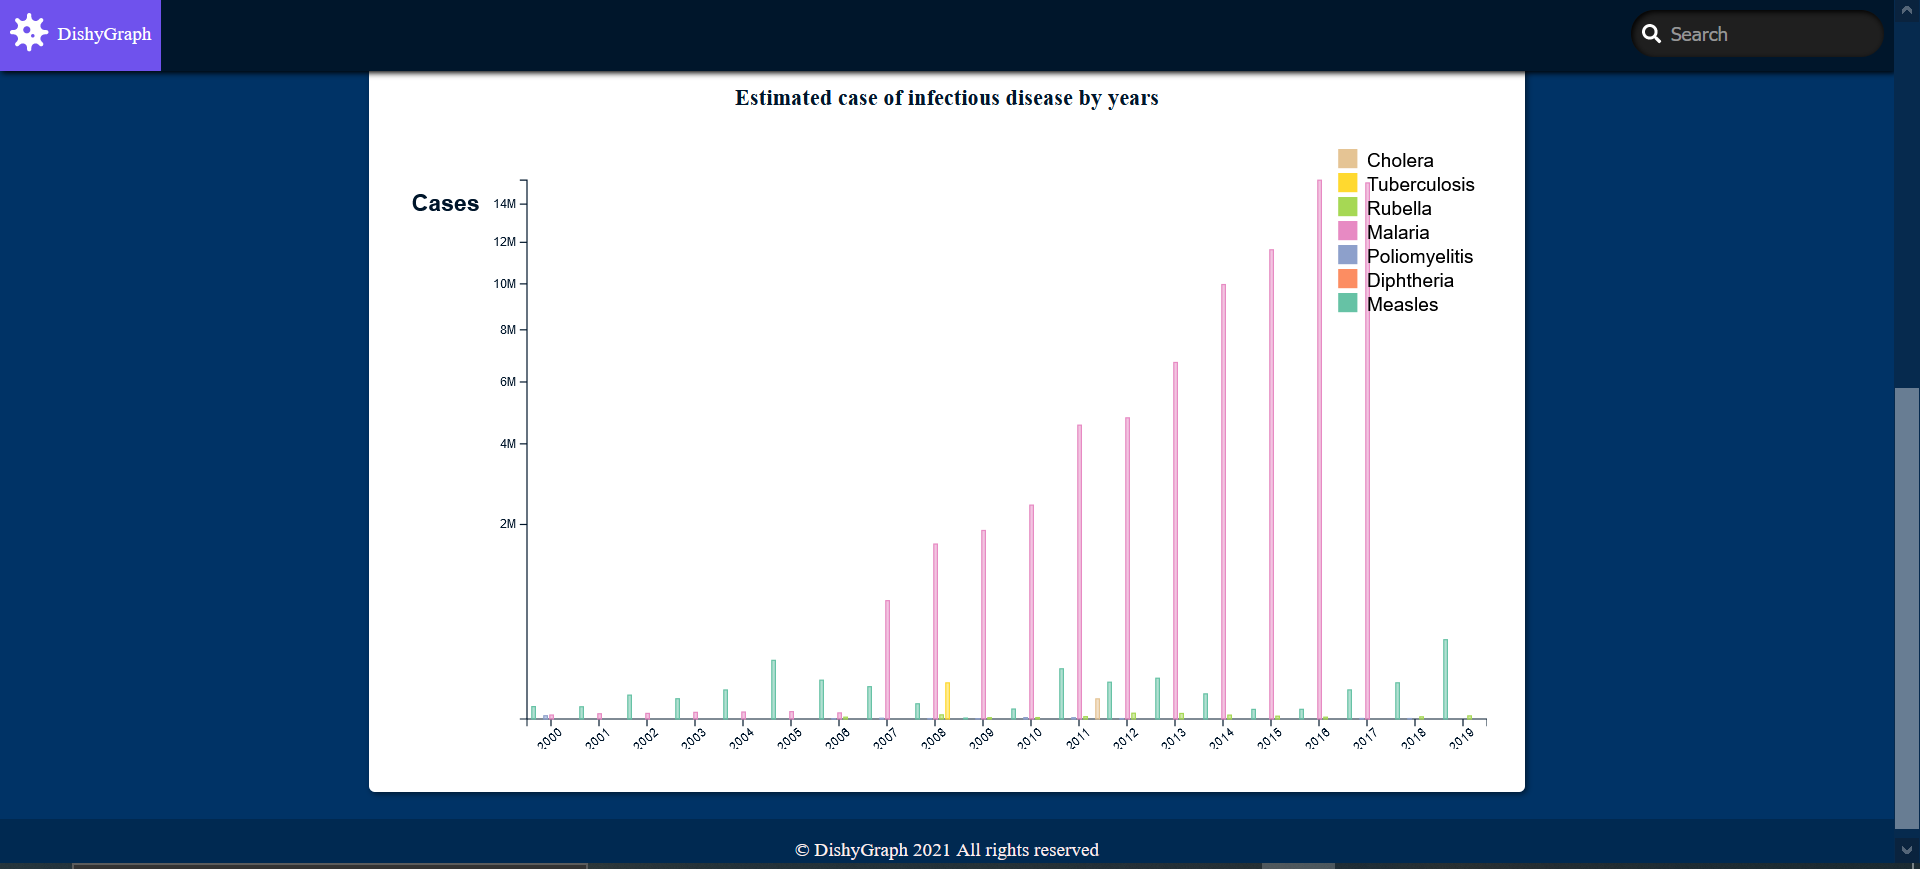 DishyGraph
Search
Estimated case of infectious disease by years
Cholera
Tuberculosis
Rubella
Malaria
Poliomyelitis
Diphtheria
Measles
Cases
14M
12M
10M
8M
6M
4M
2M
2000 2001 2002 2003 2004 2005 2006 2007 2008 2009 2010 2011 2012 2013 2014 2015 2016 2017 2018 2019
© DishyGraph 2021 All rights reserved